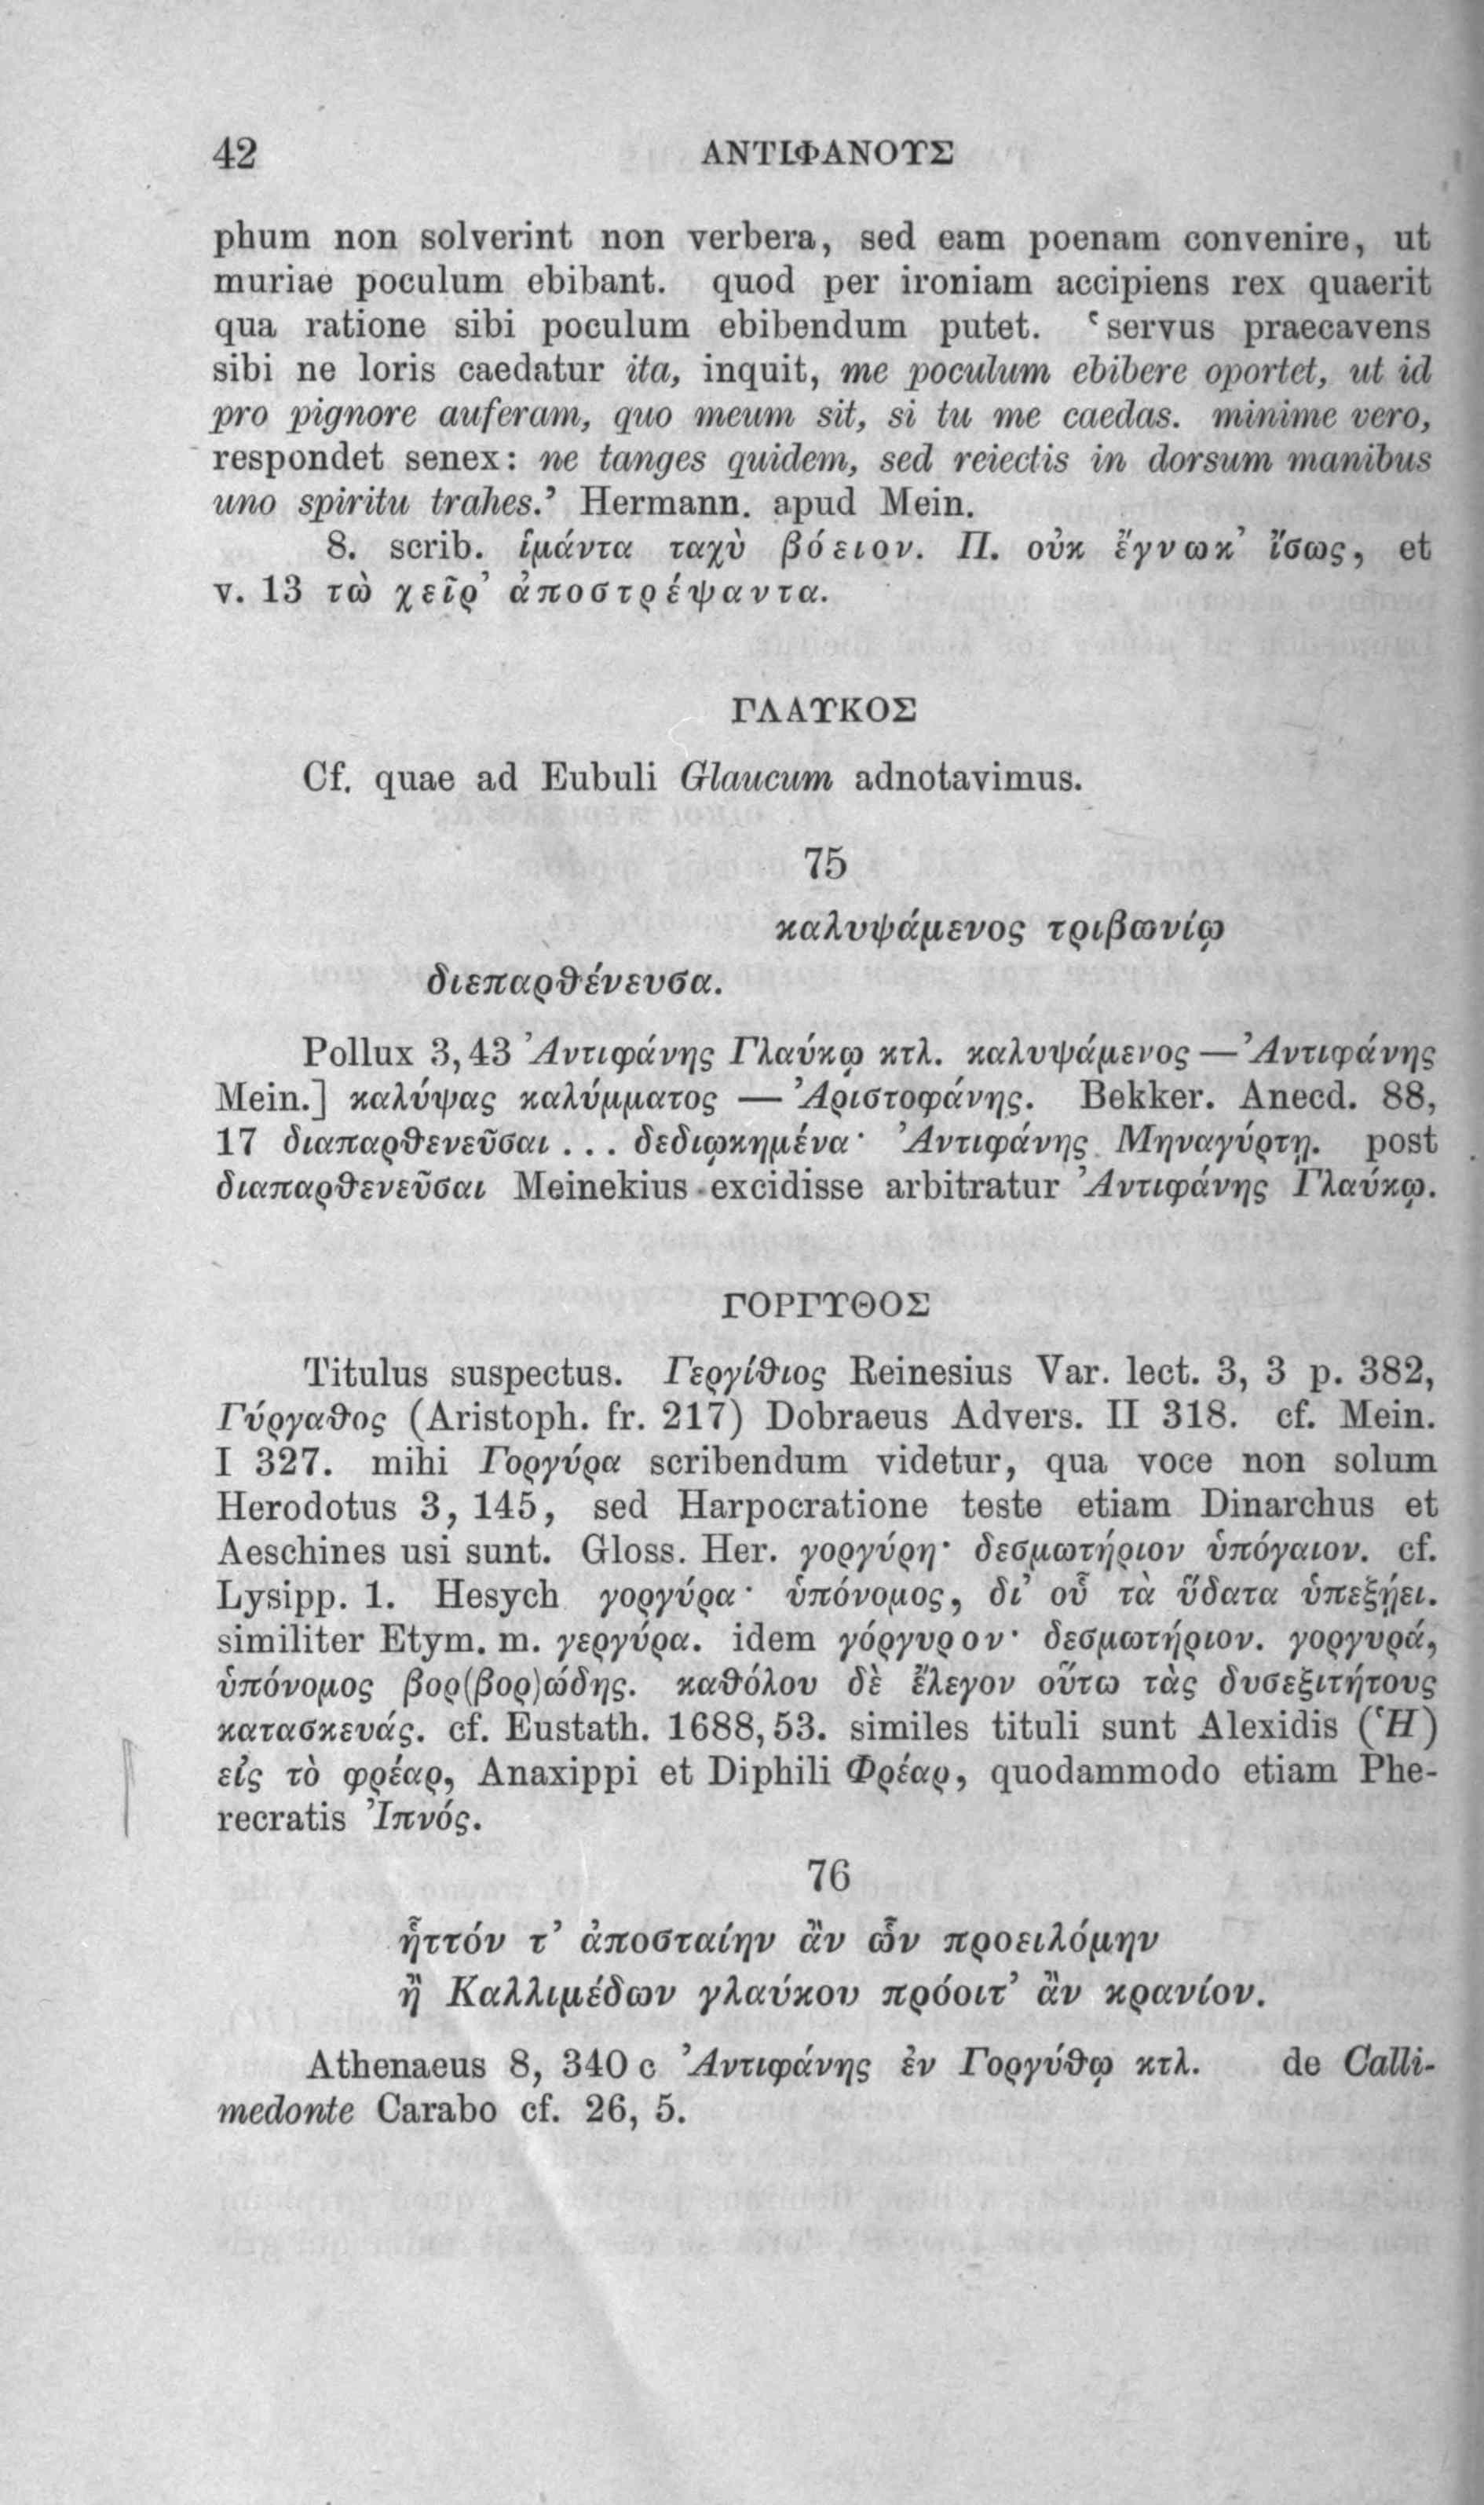 42 ΑΝΤΙΦΑΝΟΥΣ
phum non solverint non verbera, sed eam poenam convenire, ut
muriae poculum ebibant. quod per ironiam accipiens rex quaerit
qua ratione sibi poculum ebibendum putet. ‘servus praecavens
sibi ne loris caedatur ita, inquit, me poculum ebibere oportet, ut id
pro pignore auferam, quo meum sit, si tu me caedas. minime vero,
respondet senex: ne tanges quidem, sed reiectis in dorsum manibus
uno spiritu trahes.’ Hermann. apud Mein.
8. scrib. ἱμάντα ταχὺ βόειον. Π. οὐκ ἔγνωκ’ ἴσως, et
v. 13 τὼ χεῖρ’ ἀποστρέψαντα.
ΓΛΑΥΚΟΣ
Cf. quae ad Eubuli Glaucum adnotavimus.
75
καλυψάμενος τριβωνίῳ
διεπαρθένευσα.
Pollux 3,43 Ἀντιφάνης Γλαύκῳ κτλ. καλυψάμενος — Ἀντιφάνης
Mein.] καλύψας καλύμματος — Ἀριστοφάνης. Bekker. Anecd. 88,
17 διαπαρθενεῦσαι ... δεδιῳκημένα· Ἀντιφάνης Μηναγύρτῃ. post
διαπαρθενεῦσαι Meinekius excidisse arbitratur Ἀντιφάνης Γλαύκῳ.
ΓΟΡΓΥΘΟΣ
Titulus suspectus. Γεργίθιος Reinesius Var. lect. 3, 3 p. 382,
Γύργαθος (Aristoph. fr. 217) Dobraeus Advers. II 318. cf. Mein.
I 327. mihi Γοργύρα scribendum videtur, qua voce non solum
Herodotus 3, 145, sed Harpocratione teste etiam Dinarchus et
Aeschines usi sunt. Gloss. Her. γοργύρη· δεσμωτήριον ὑπόγαιον. cf.
Lysipp. 1. Hesych γοργύρα· ὑπόνομος, δι’ οὗ τὰ ὕδατα ὑπεξῄει.
similiter Etym. m. γεργύρα. idem γόργυρον· δεσμωτήριον. γοργυρά,
ὑπόνομος βορ(βορ)ώδης. καθόλου δὲ ἔλεγον οὕτω τὰς δυσεξιτήτους
κατασκευάς. cf. Eustath. 1688,53. similes tituli sunt Alexidis (Ἡ)
εἰς τὸ φρέαρ, Anaxippi et Diphili Φρέαρ, quodammodo etiam Phe-
recratis Ἰπνός.
76
ἧττόν τ’ ἀποσταίην ἂν ὧν προειλόμην
ἢ Καλλιμέδων γλαύκου πρόοιτ’ ἂν κρανίον.
Athenaeus 8, 340 c Ἀντιφάνης ἐν Γοργύθῳ κτλ. de Calli-
medonte Carabo cf. 26, 5.